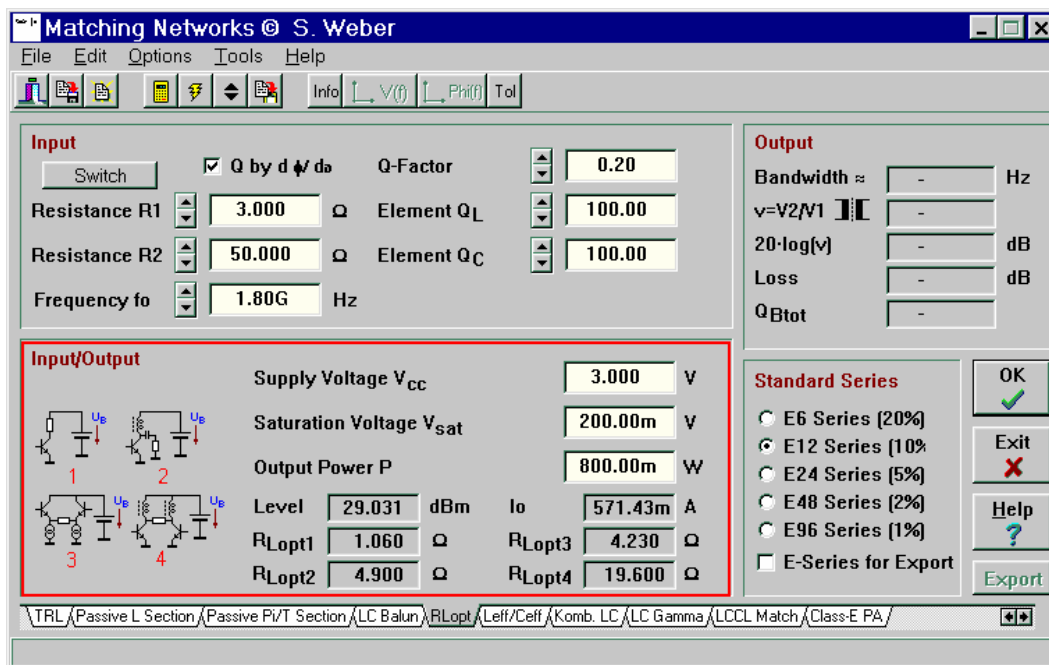 Matching Networks © S. Weber
File Edit Options Tools Help
Info V(f) Phi(f) Tol
Input
Switch
Q by d ϕ/ d∂
Q-Factor 0.20
Resistance R1 3.000 Ω
Element QL 100.00
Resistance R2 50.000 Ω
Element QC 100.00
Frequency fo 1.80G Hz
Output
Bandwidth ≈ - Hz
v=V2/V1 -
20·log(v) - dB
Loss - dB
QBtot -
Input/Output
Supply Voltage VCC 3.000 V
Saturation Voltage Vsat 200.00m V
Output Power P 800.00m W
Level 29.031 dBm
Io 571.43m A
RLopt1 1.060 Ω
RLopt3 4.230 Ω
RLopt2 4.900 Ω
RLopt4 19.600 Ω
UB UB
1 2
UB UB
3 4
Standard Series
E6 Series (20%)
E12 Series (10%
E24 Series (5%)
E48 Series (2%)
E96 Series (1%)
E-Series for Export
OK
Exit
Help
?
Export
TRL Passive L Section Passive Pi/T Section LC Balun RLopt Leff/Ceff Komb. LC LC Gamma LCCL Match Class-E PA